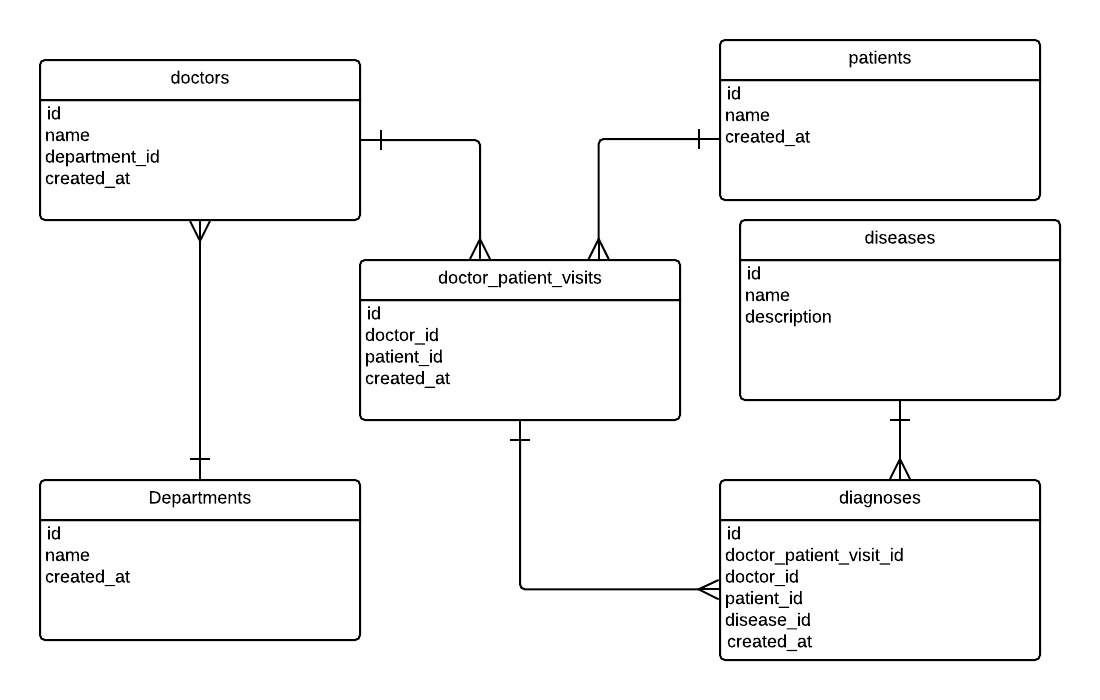 doctors
id
name
department_id
created_at
patients
id
name
created_at
diseases
id
name
description
doctor_patient_visits
id
doctor_id
patient_id
created_at
Departments
id
name
created_at
diagnoses
id
doctor_patient_visit_id
doctor_id
patient_id
disease_id
created_at